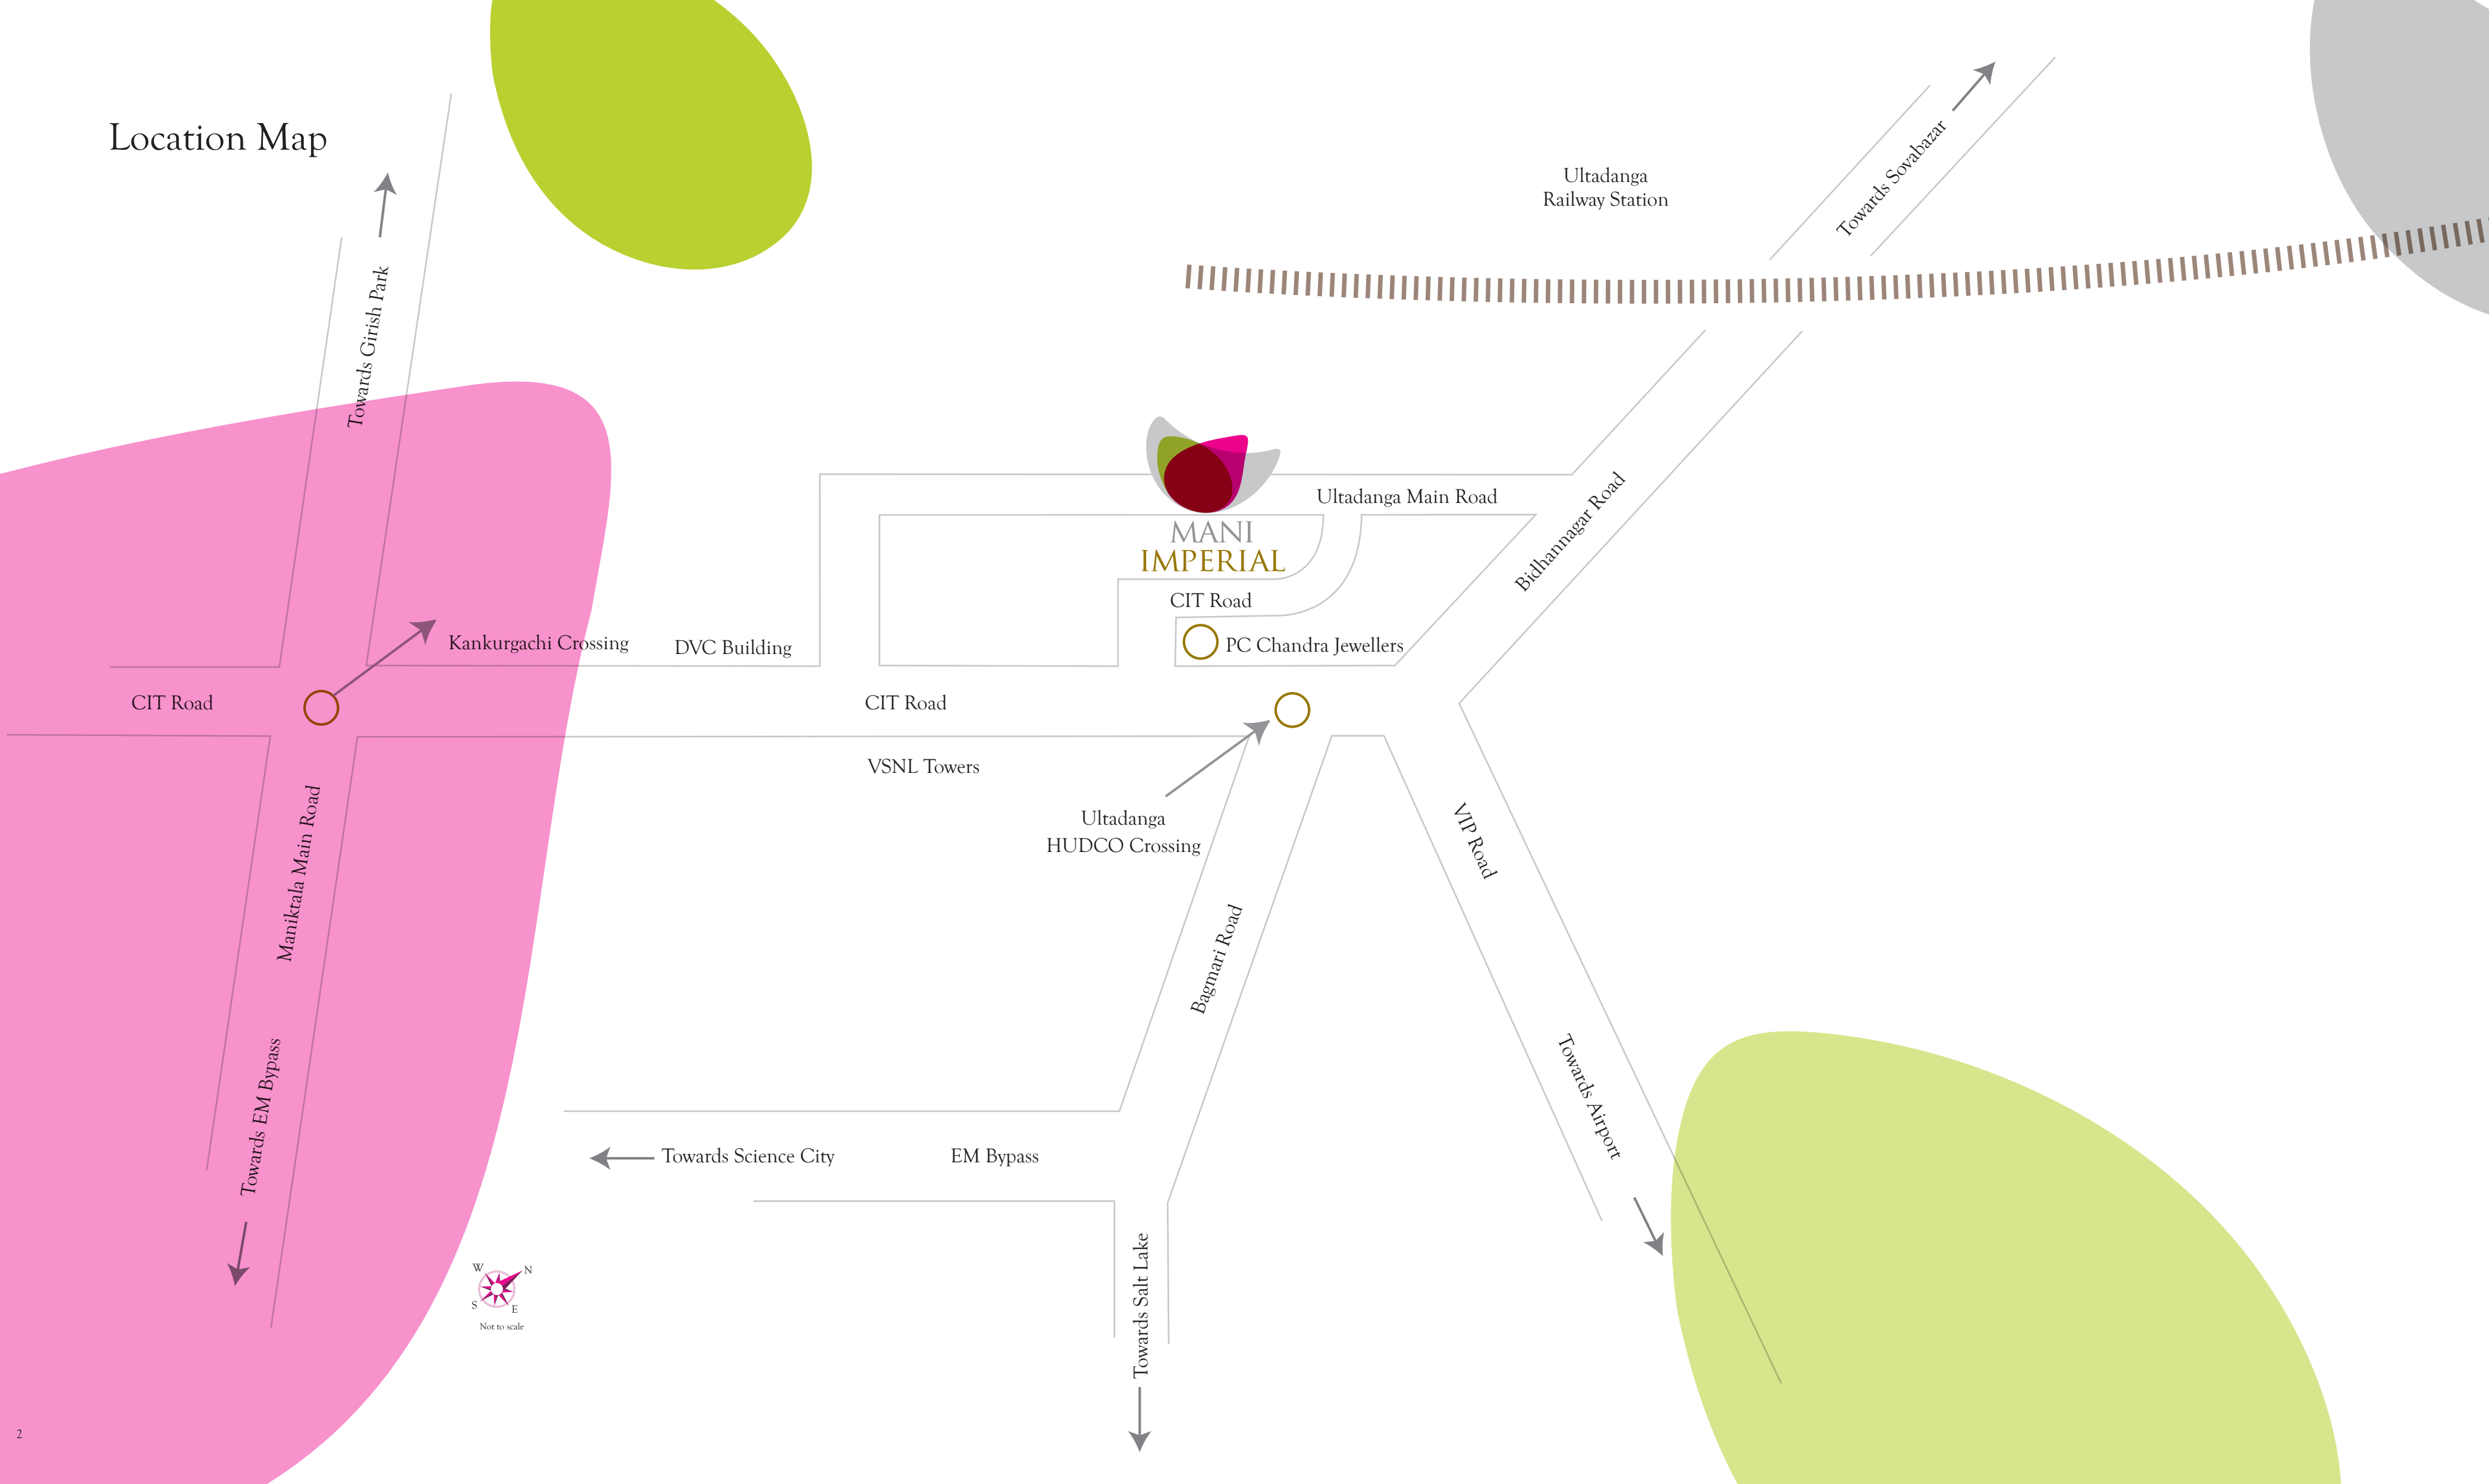 Location Map
Towards Girish Park
Towards Sovabazar
Ultadanga
Railway Station
Ultadanga Main Road
Bidhannagar Road
MANI
IMPERIAL
CIT Road
PC Chandra Jewellers
Kankurgachi Crossing
DVC Building
CIT Road
CIT Road
VSNL Towers
Ultadanga
HUDCO Crossing
Maniktala Main Road
VIP Road
Bagmari Road
Towards EM Bypass
Towards Airport
Towards Science City
EM Bypass
Towards Salt Lake
W
N
S
E
Not to scale
2